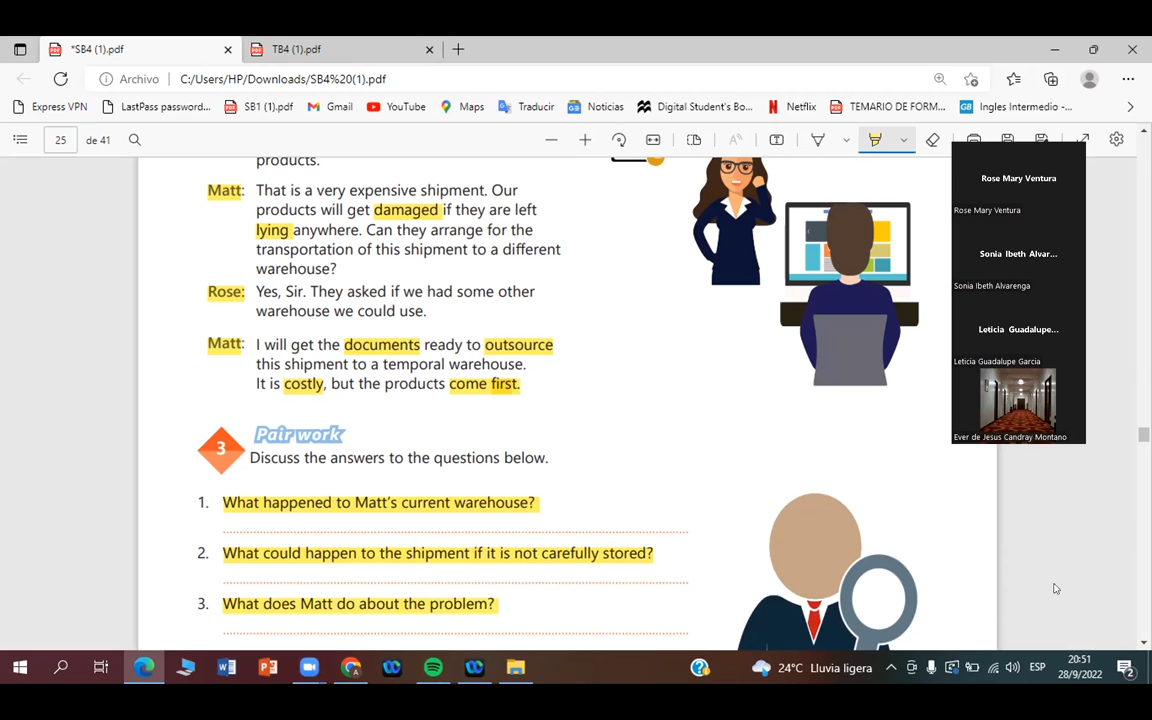 *SB4 (1).pdf
TB4 (1).pdf
Archivo
C:/Users/HP/Downloads/SB4%20(1).pdf
Express VPN
LastPass password...
SB1 (1).pdf
Gmail
YouTube
Maps
Traducir
Noticias
Digital Student's Bo...
Netflix
TEMARIO DE FORM...
Ingles Intermedio -...
25
de 41
products.
Matt: That is a very expensive shipment. Our
products will get damaged if they are left
lying anywhere. Can they arrange for the
transportation of this shipment to a different
warehouse?
Rose: Yes, Sir. They asked if we had some other
warehouse we could use.
Matt: I will get the documents ready to outsource
this shipment to a temporal warehouse.
It is costly, but the products come first.
3
Pair work
Discuss the answers to the questions below.
1. What happened to Matt's current warehouse?
2. What could happen to the shipment if it is not carefully stored?
3. What does Matt do about the problem?
Rose Mary Ventura
Rose Mary Ventura
Sonia Ibeth Alvar...
Sonia Ibeth Alvarenga
Leticia Guadalupe...
Leticia Guadalupe Garcia
Ever de Jesus Candray Montano
24°C Lluvia ligera
ESP
20:51
28/9/2022
2